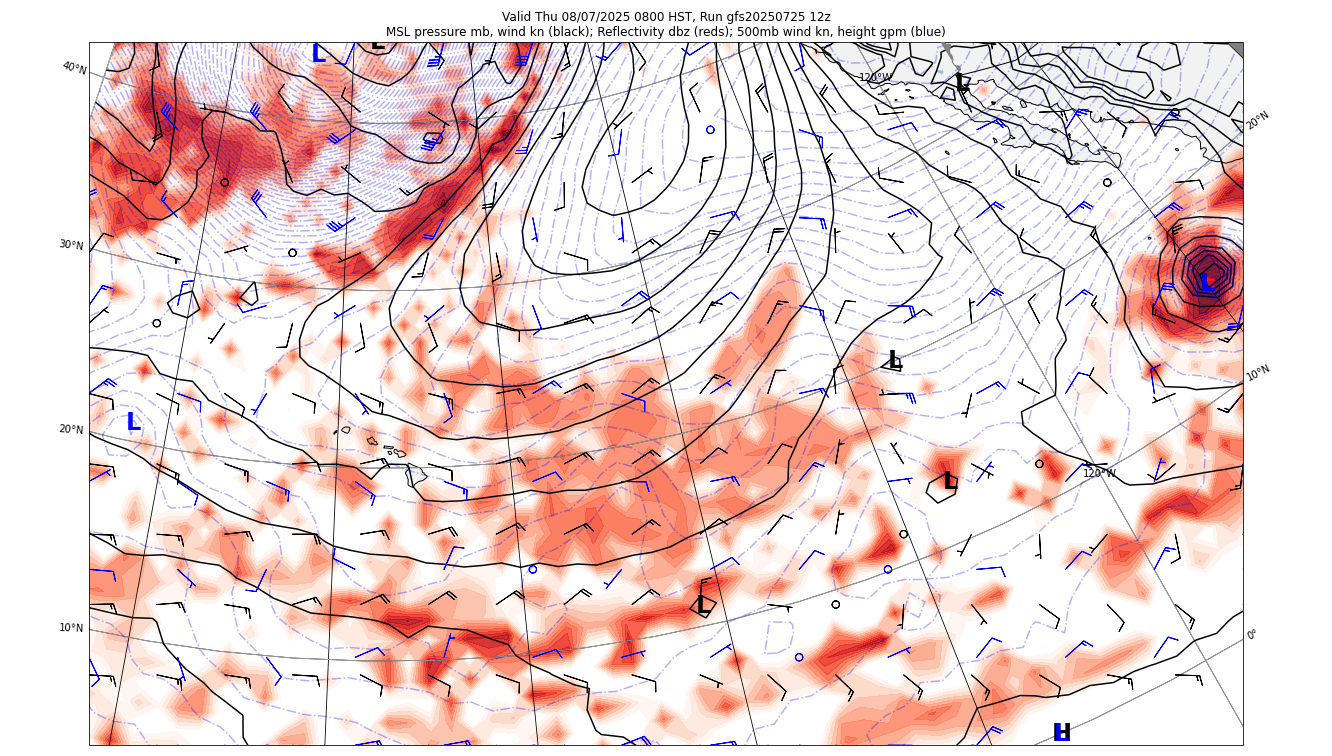 Valid Thu 08/07/2025 0800 HST, Run gfs20250725 12z
MSL pressure mb, wind kn (black); Reflectivity dbz (reds); 500mb wind kn, height gpm (blue)
L
L
40°N
120°W
L
20°N
30°N
L
L
10°N
L
20°N
L
120°W
L
10°N
0°
H